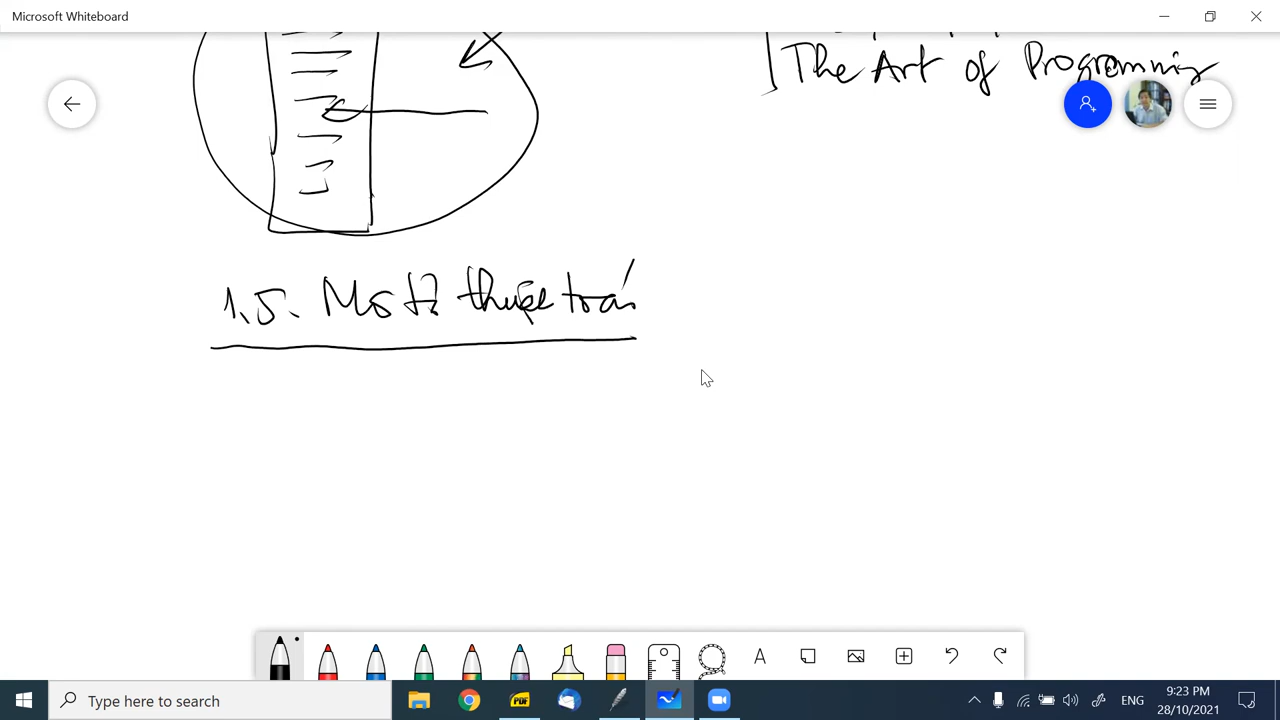 Microsoft Whiteboard
The Art of Programming
1.5. Mô tả thuật toán
A
Type here to search
PDF
ENG
9:23 PM
28/10/2021